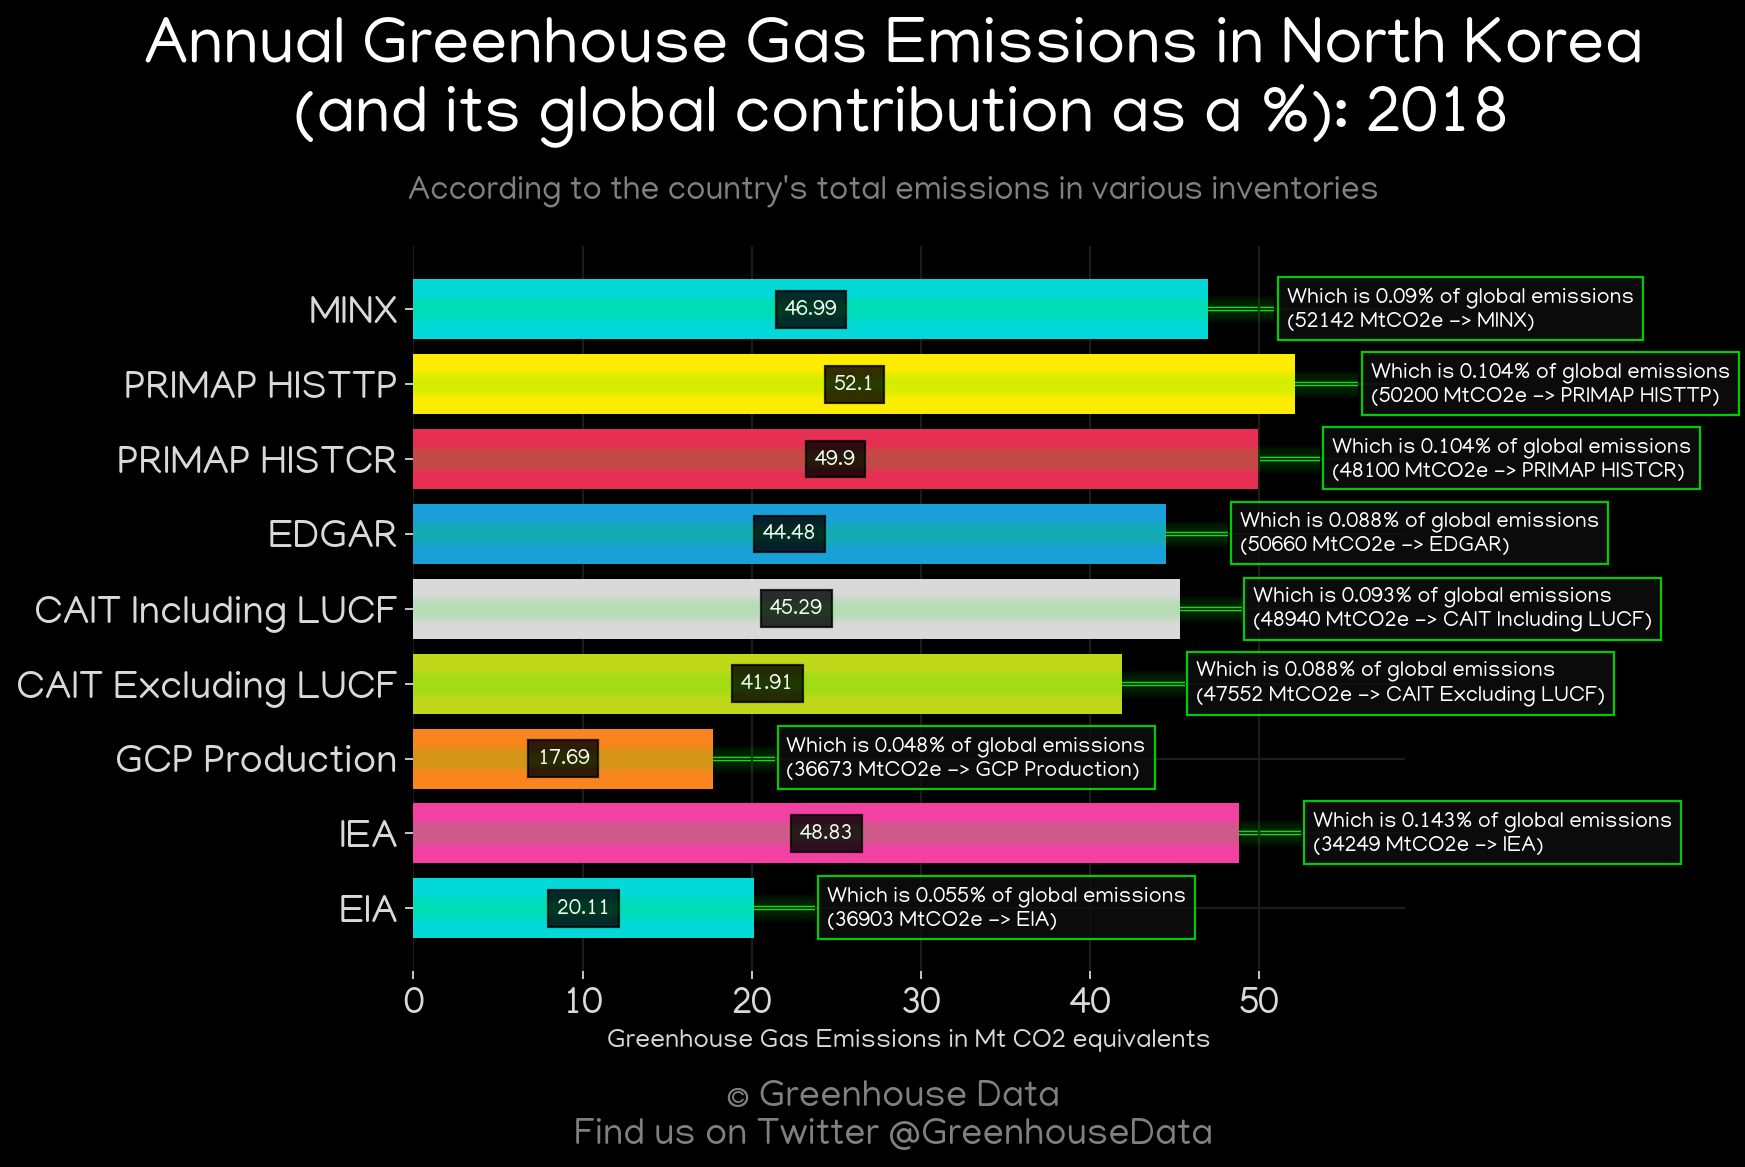 Annual Greenhouse Gas Emissions in North Korea
(and its global contribution as a %): 2018
According to the country's total emissions in various inventories
MINX
46.99
Which is 0.09% of global emissions
(52142 MtCO2e -> MINX)
PRIMAP HISTTP
52.1
Which is 0.104% of global emissions
(50200 MtCO2e -> PRIMAP HISTTP)
PRIMAP HISTCR
49.9
Which is 0.104% of global emissions
(48100 MtCO2e -> PRIMAP HISTCR)
EDGAR
44.48
Which is 0.088% of global emissions
(50660 MtCO2e -> EDGAR)
CAIT Including LUCF
45.29
Which is 0.093% of global emissions
(48940 MtCO2e -> CAIT Including LUCF)
CAIT Excluding LUCF
41.91
Which is 0.088% of global emissions
(47552 MtCO2e -> CAIT Excluding LUCF)
GCP Production
17.69
Which is 0.048% of global emissions
(36673 MtCO2e -> GCP Production)
IEA
48.83
Which is 0.143% of global emissions
(34249 MtCO2e -> IEA)
EIA
20.11
Which is 0.055% of global emissions
(36903 MtCO2e -> EIA)
0 10 20 30 40 50
Greenhouse Gas Emissions in Mt CO2 equivalents
© Greenhouse Data
Find us on Twitter @GreenhouseData